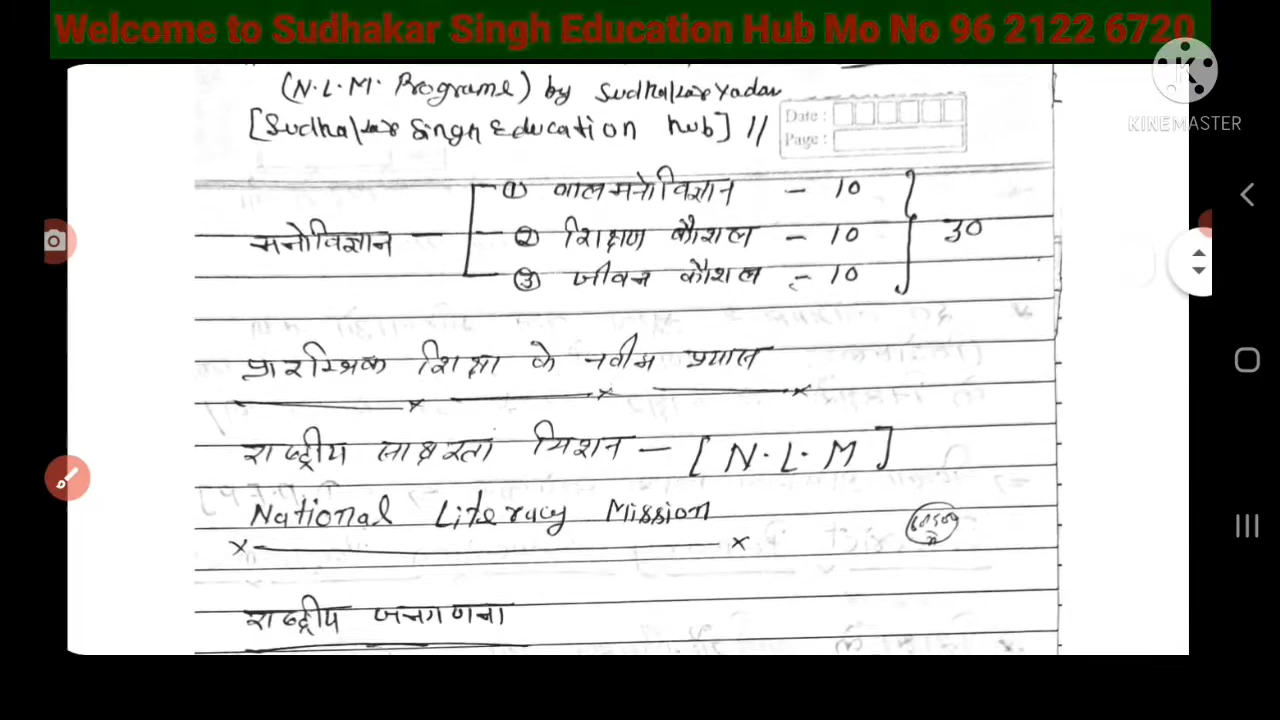 Welcome to Sudhakar Singh Education Hub Mo No 96 2122 6720
KINEMASTER
(N.L.M. Programe) by Sudhakar Yadav
[Sudhakar Singh Education hub] //
Date :
Page :
मनोविज्ञान - ① बालमनोविज्ञान - 10
② शिक्षण कौशल - 10
③ जीवन कौशल - 10
30
प्रारम्भिक शिक्षा के नवीन प्रयास
राष्ट्रीय साक्षरता मिशन - [N.L.M]
National Literacy Mission
राष्ट्रीय जनगणना